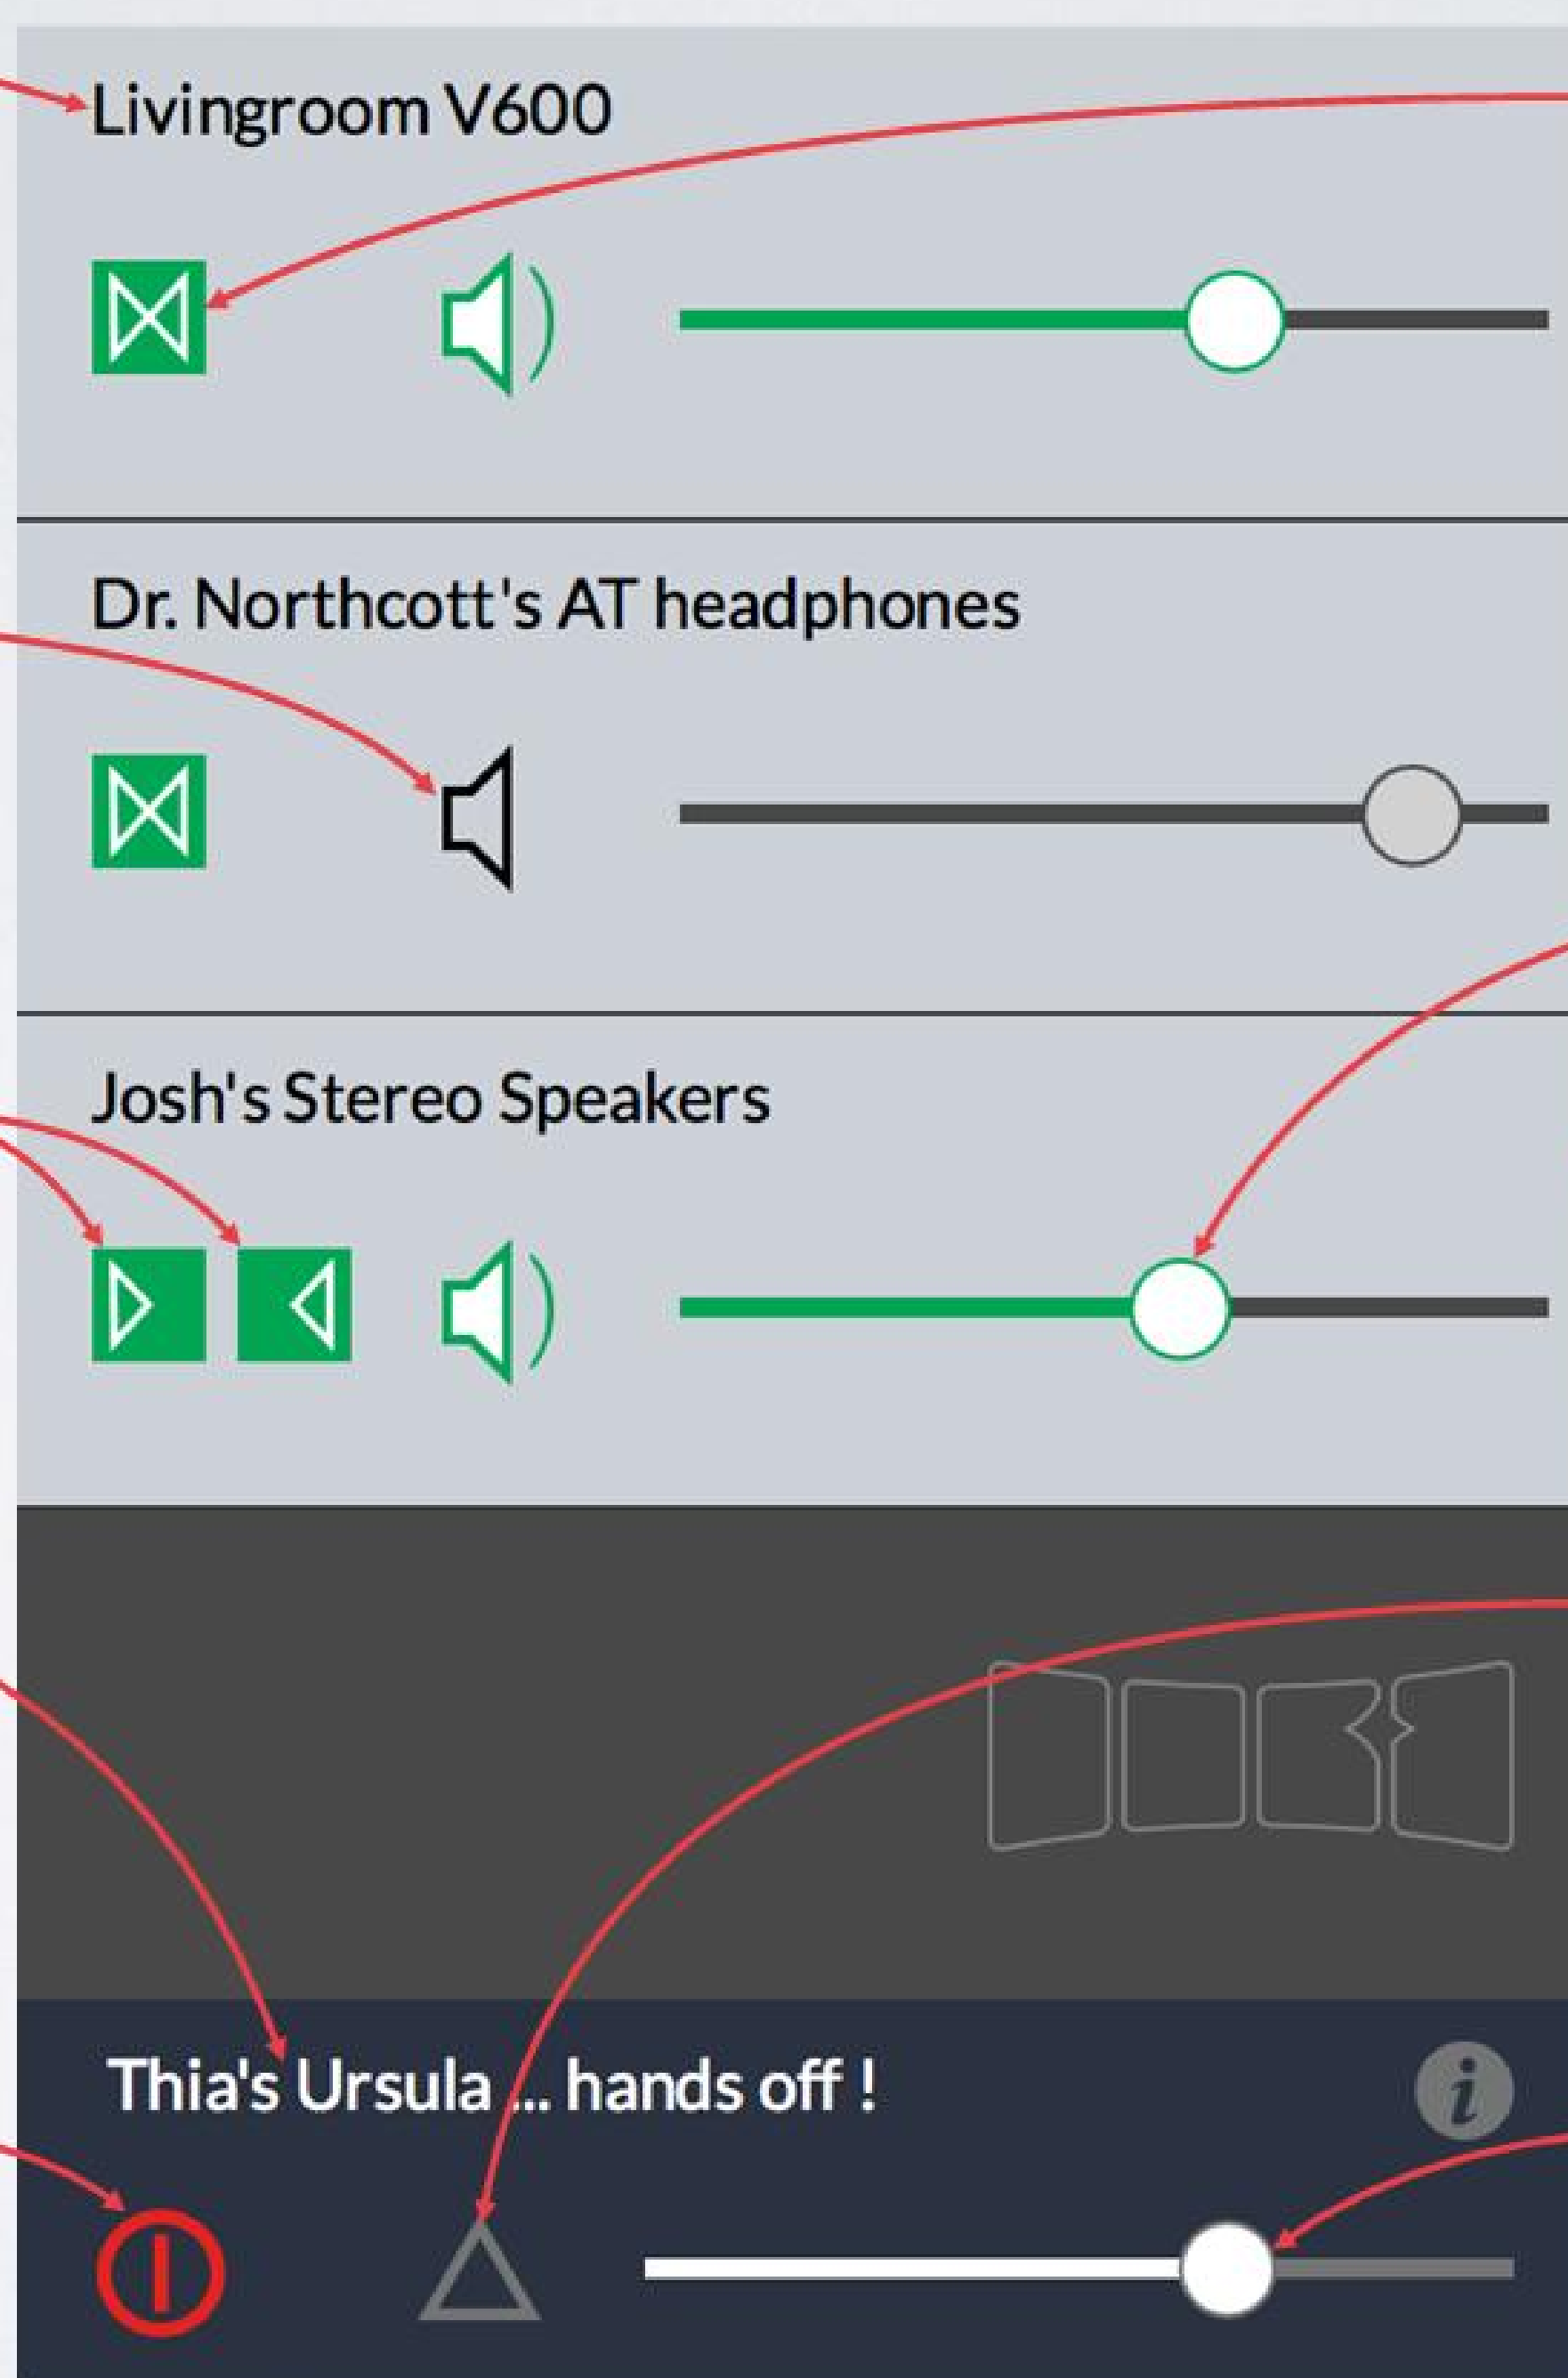 Livingroom V600
Dr. Northcott's AT headphones
Josh's Stereo Speakers
Thia's Ursula ... hands off !
i